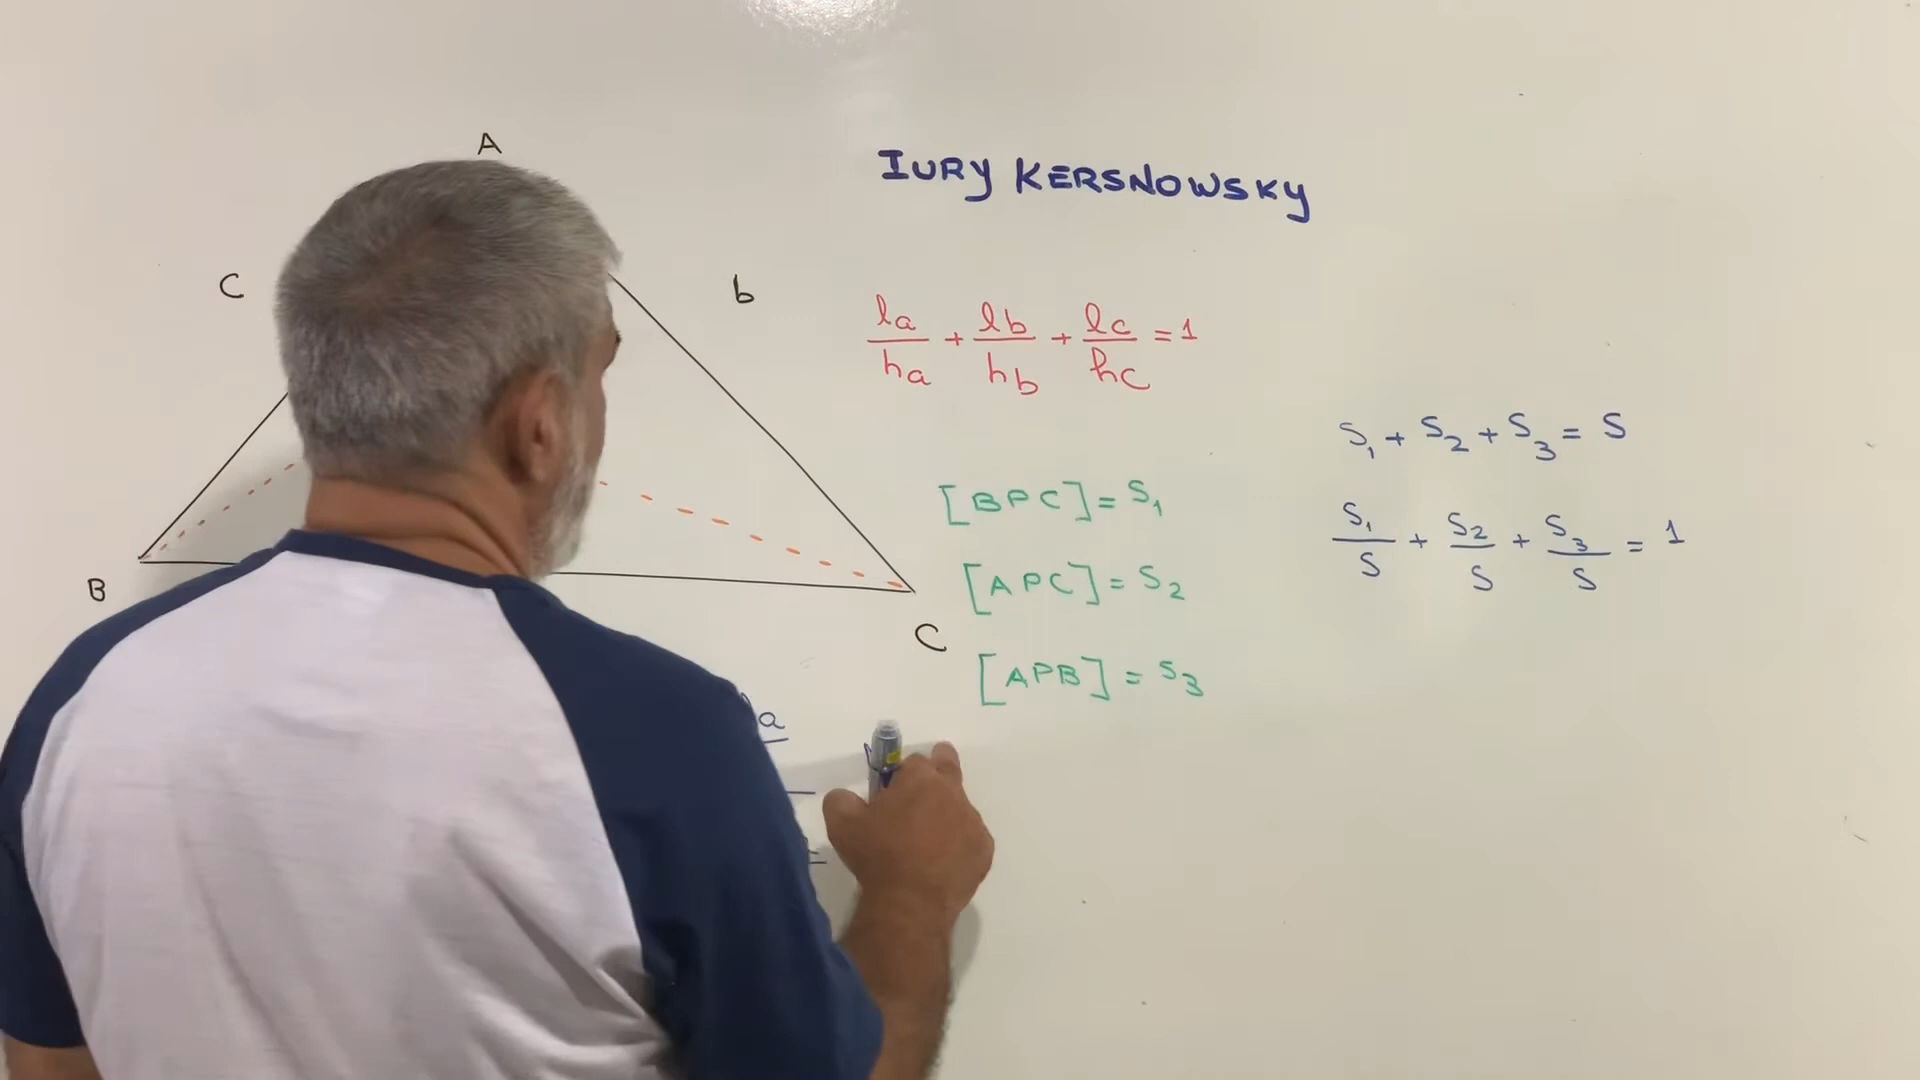 A
C
b
B
C
IURY KERSNOWSKY
la/ha + lb/hb + lc/hc = 1
[BPC] = S₁
[APC] = S₂
[APB] = S₃
S₁ + S₂ + S₃ = S
S₁/S + S₂/S + S₃/S = 1
a